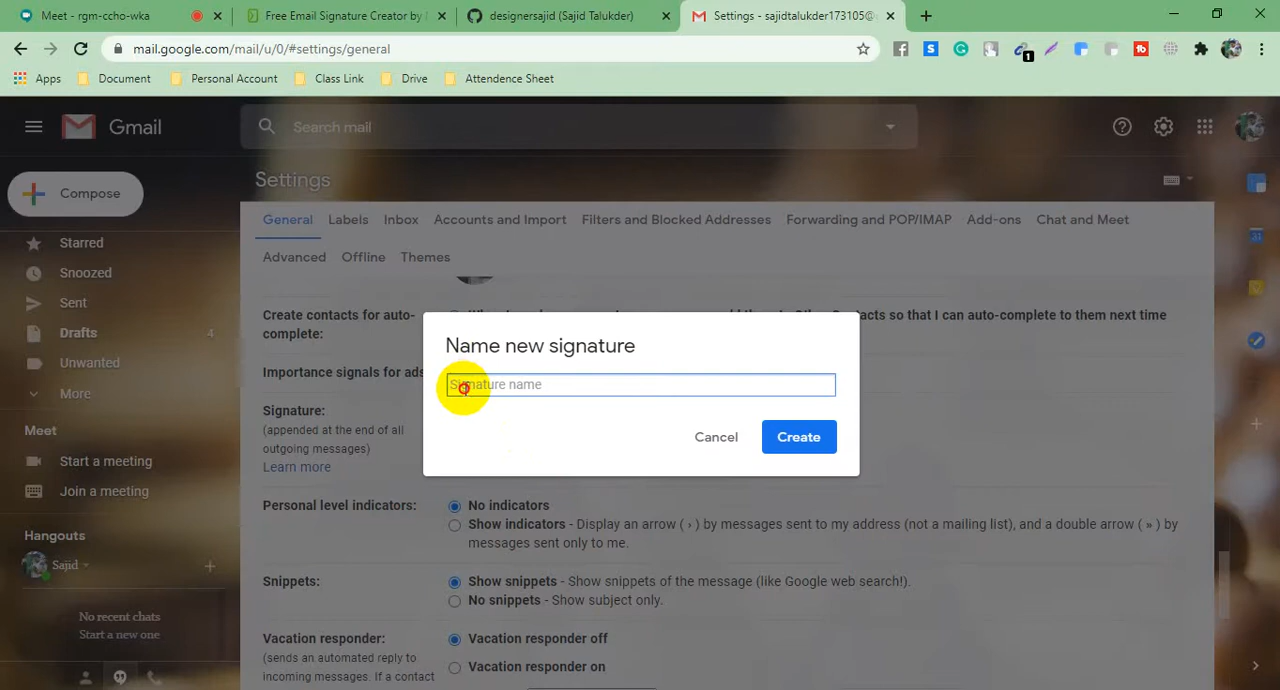 Meet - rgm-ccho-wka
Free Email Signature Creator by
designersajid (Sajid Talukder)
Settings - sajidtalukder173105@
mail.google.com/mail/u/0/#settings/general
1
Apps Document Personal Account Class Link Drive Attendence Sheet
Gmail
Search mail
Compose
Settings
General Labels Inbox Accounts and Import Filters and Blocked Addresses Forwarding and POP/IMAP Add-ons Chat and Meet
Advanced Offline Themes
Starred
Snoozed
Sent
Drafts 4
Unwanted
More
Meet
Start a meeting
Join a meeting
Hangouts
Sajid
No recent chats
Start a new one
Create contacts for auto-
complete:
so that I can auto-complete to them next time
Importance signals for ads
Signature:
(appended at the end of all
outgoing messages)
Learn more
Name new signature
Signature name
Cancel Create
Personal level indicators:
No indicators
Show indicators - Display an arrow ( › ) by messages sent to my address (not a mailing list), and a double arrow ( » ) by
messages sent only to me.
Snippets:
Show snippets - Show snippets of the message (like Google web search!).
No snippets - Show subject only.
Vacation responder:
(sends an automated reply to
incoming messages. If a contact
Vacation responder off
Vacation responder on